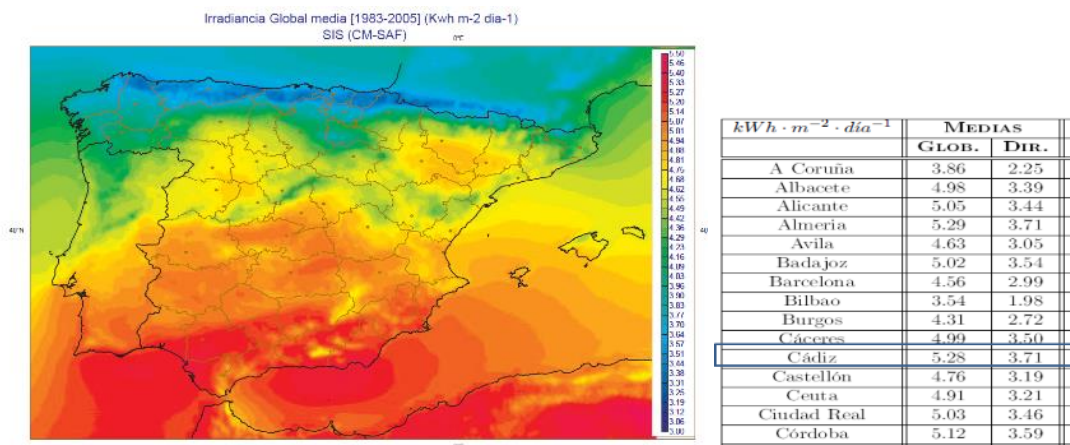 Irradiancia Global media [1983-2005] (Kwh m-2 dia-1)
SIS (CM-SAF)
0°E
40°N
40
5.50
5.46
5.40
5.33
5.27
5.20
5.14
5.07
5.01
4.94
4.88
4.81
4.75
4.68
4.62
4.55
4.49
4.42
4.36
4.29
4.23
4.16
4.09
4.03
3.96
3.90
3.83
3.77
3.70
3.64
3.57
3.51
3.44
3.38
3.31
3.25
3.19
3.12
3.06
3.00
kWh · m⁻² · día⁻¹ MEDIAS
GLOB. DIR.
A Coruña 3.86 2.25
Albacete 4.98 3.39
Alicante 5.05 3.44
Almeria 5.29 3.71
Avila 4.63 3.05
Badajoz 5.02 3.54
Barcelona 4.56 2.99
Bilbao 3.54 1.98
Burgos 4.31 2.72
Cáceres 4.99 3.50
Cádiz 5.28 3.71
Castellón 4.76 3.19
Ceuta 4.91 3.21
Ciudad Real 5.03 3.46
Córdoba 5.12 3.59